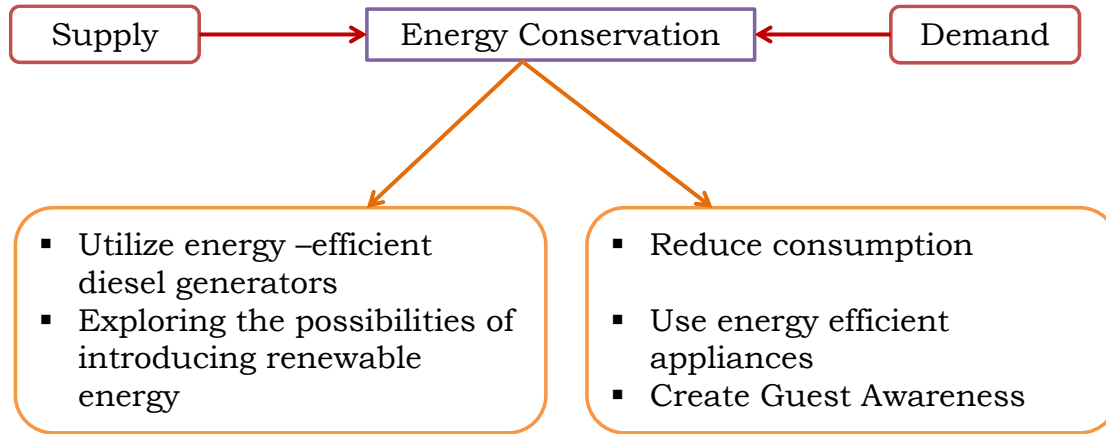 Supply
Energy Conservation
Demand
▪ Utilize energy –efficient
diesel generators
▪ Exploring the possibilities of
introducing renewable
energy
▪ Reduce consumption
▪ Use energy efficient
appliances
▪ Create Guest Awareness